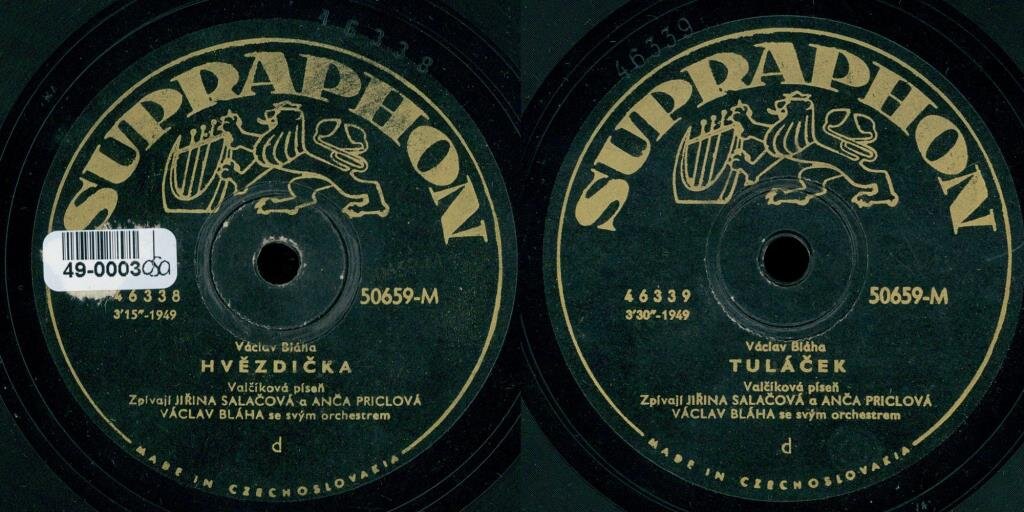 46338
SUPRAPHON
49-0003
46338
3'15"-1949
50659-M
Václav Bláha
HVĚZDIČKA
Valčíková píseň
Zpívají JIŘINA SALAČOVÁ a ANČA PRICLOVÁ
VÁCLAV BLÁHA se svým orchestrem
d
MADE IN CZECHOSLOVAKIA
46339
SUPRAPHON
46339
3'30"-1949
50659-M
Václav Bláha
TULÁČEK
Valčíková píseň
Zpívají JIŘINA SALAČOVÁ a ANČA PRICLOVÁ
VÁCLAV BLÁHA se svým orchestrem
d
MADE IN CZECHOSLOVAKIA